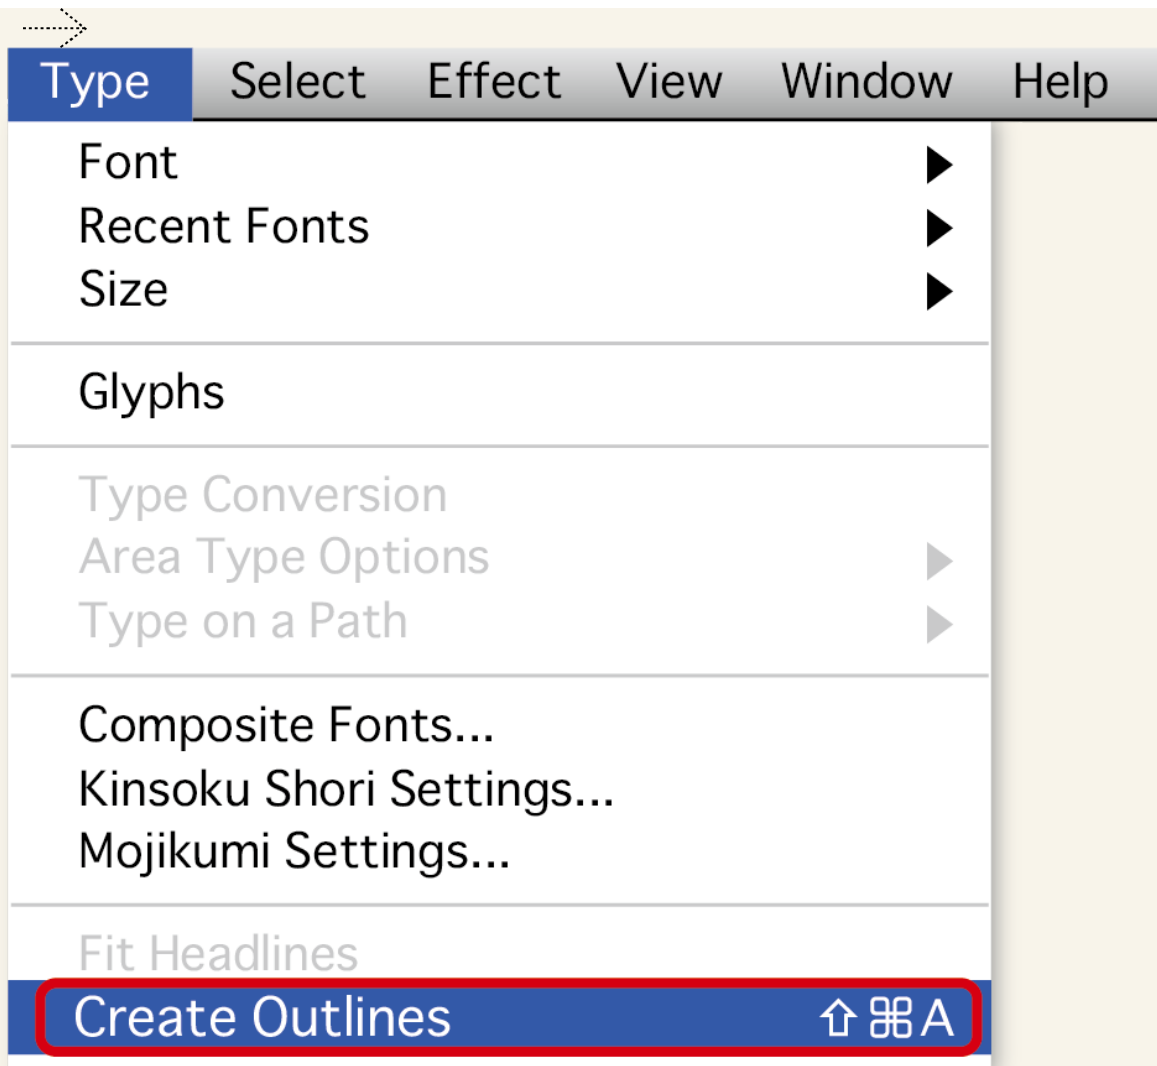 Type Select Effect View Window Help
Font
Recent Fonts
Size
Glyphs
Type Conversion
Area Type Options
Type on a Path
Composite Fonts...
Kinsoku Shori Settings...
Mojikumi Settings...
Fit Headlines
Create Outlines ⇧⌘A